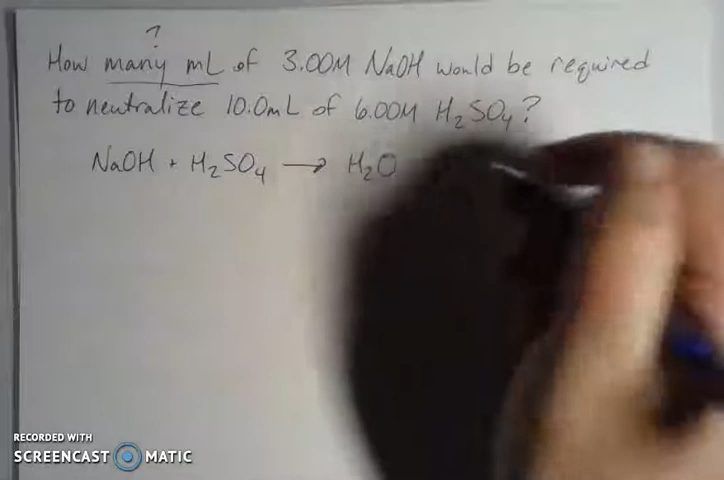 ?
How many mL of 3.00M NaOH would be required
to neutralize 10.0mL of 6.00M H₂SO₄?
NaOH + H₂SO₄ → H₂O
RECORDED WITH
SCREENCAST MATIC